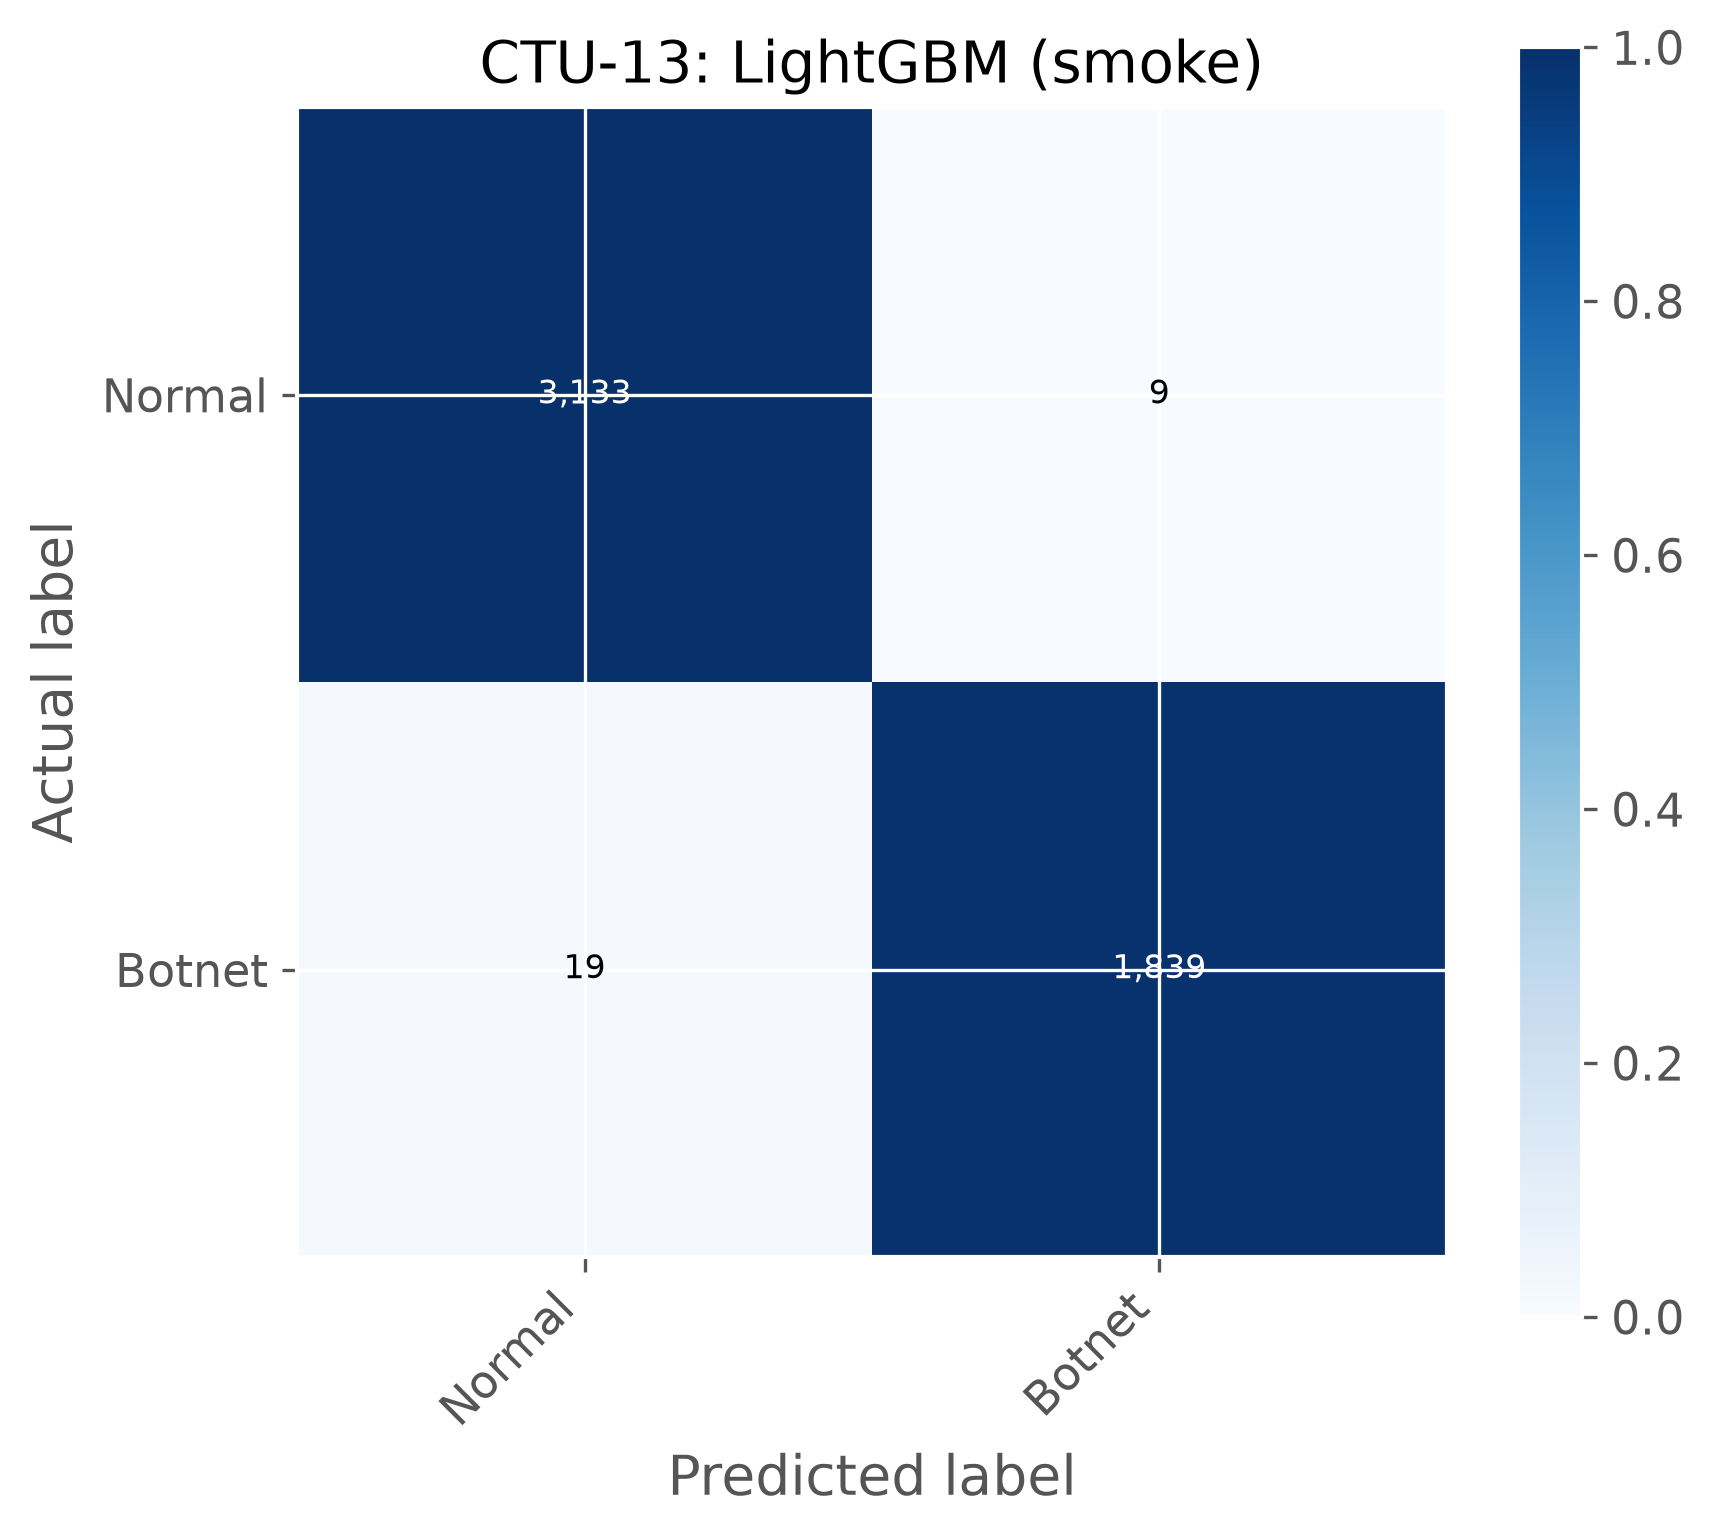 CTU-13: LightGBM (smoke)
1.0
0.8
0.6
0.4
0.2
0.0
Actual label
Normal
3,133
9
Botnet
19
1,839
Normal
Botnet
Predicted label